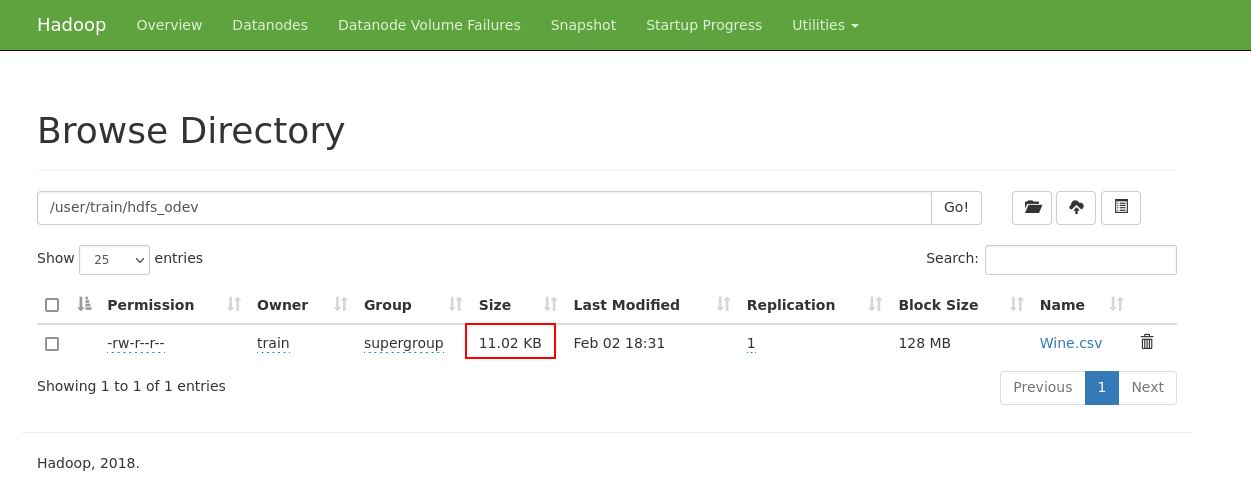 Hadoop Overview Datanodes Datanode Volume Failures Snapshot Startup Progress Utilities
Browse Directory
/user/train/hdfs_odev Go!
Show 25 entries Search:
Permission Owner Group Size Last Modified Replication Block Size Name
-rw-r--r-- train supergroup 11.02 KB Feb 02 18:31 1 128 MB Wine.csv
Showing 1 to 1 of 1 entries Previous 1 Next
Hadoop, 2018.